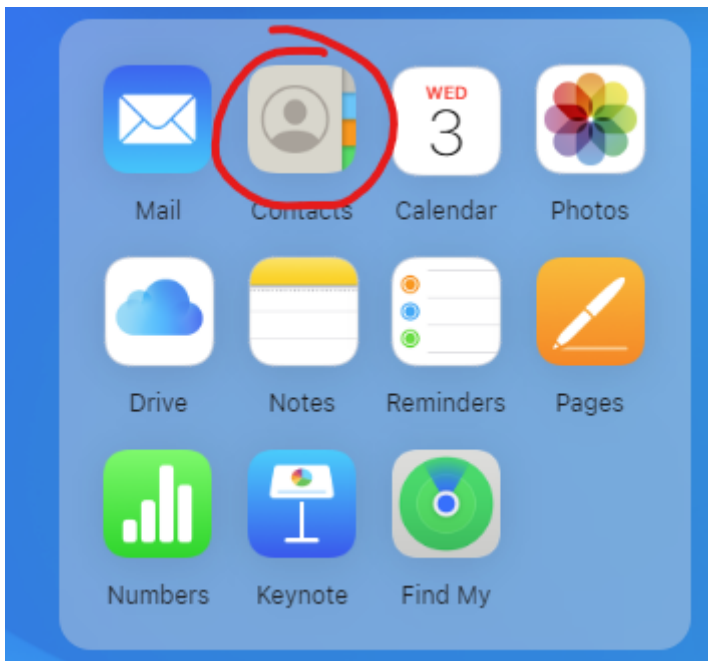 WED
3
Mail Contacts Calendar Photos
Drive Notes Reminders Pages
Numbers Keynote Find My